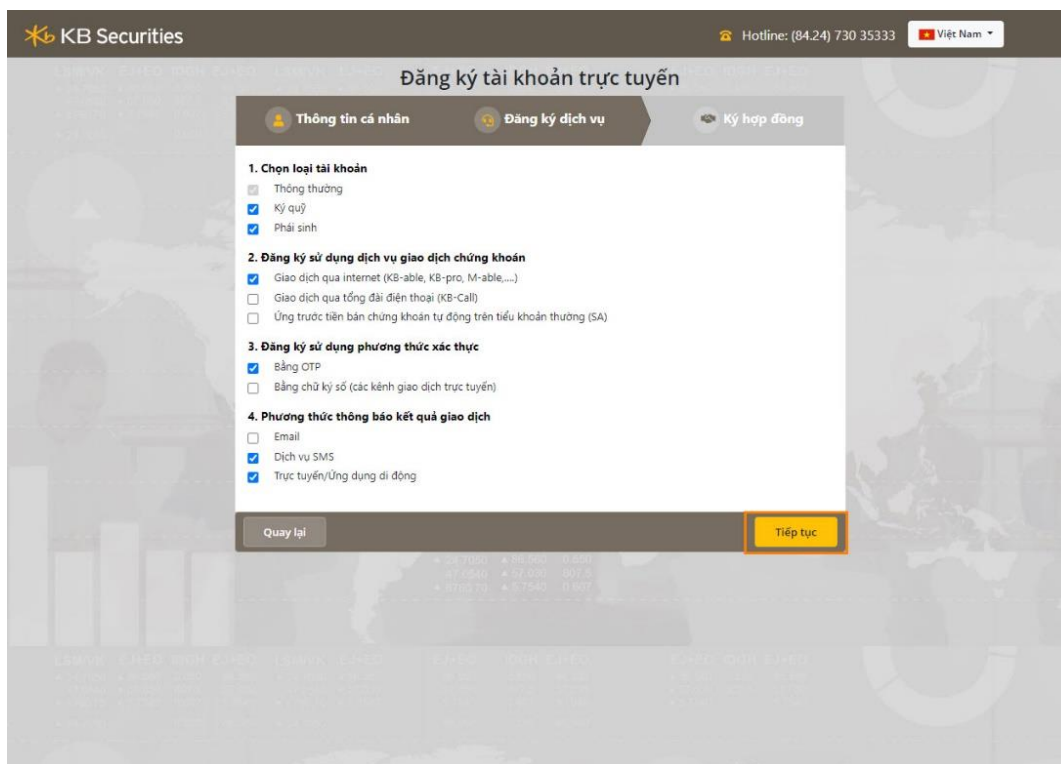 KB Securities
Hotline: (84.24) 730 35333
Việt Nam
Đăng ký tài khoản trực tuyến
Thông tin cá nhân
Đăng ký dịch vụ
Ký hợp đồng
1. Chọn loại tài khoản
Thông thường
Ký quỹ
Phái sinh
2. Đăng ký sử dụng dịch vụ giao dịch chứng khoán
Giao dịch qua internet (KB-able, KB-pro, M-able,....)
Giao dịch qua tổng đài điện thoại (KB-Call)
Ứng trước tiền bán chứng khoán tự động trên tiểu khoản thường (SA)
3. Đăng ký sử dụng phương thức xác thực
Bằng OTP
Bằng chữ ký số (các kênh giao dịch trực tuyến)
4. Phương thức thông báo kết quả giao dịch
Email
Dịch vụ SMS
Trực tuyến/Ứng dụng di động
Quay lại
Tiếp tục